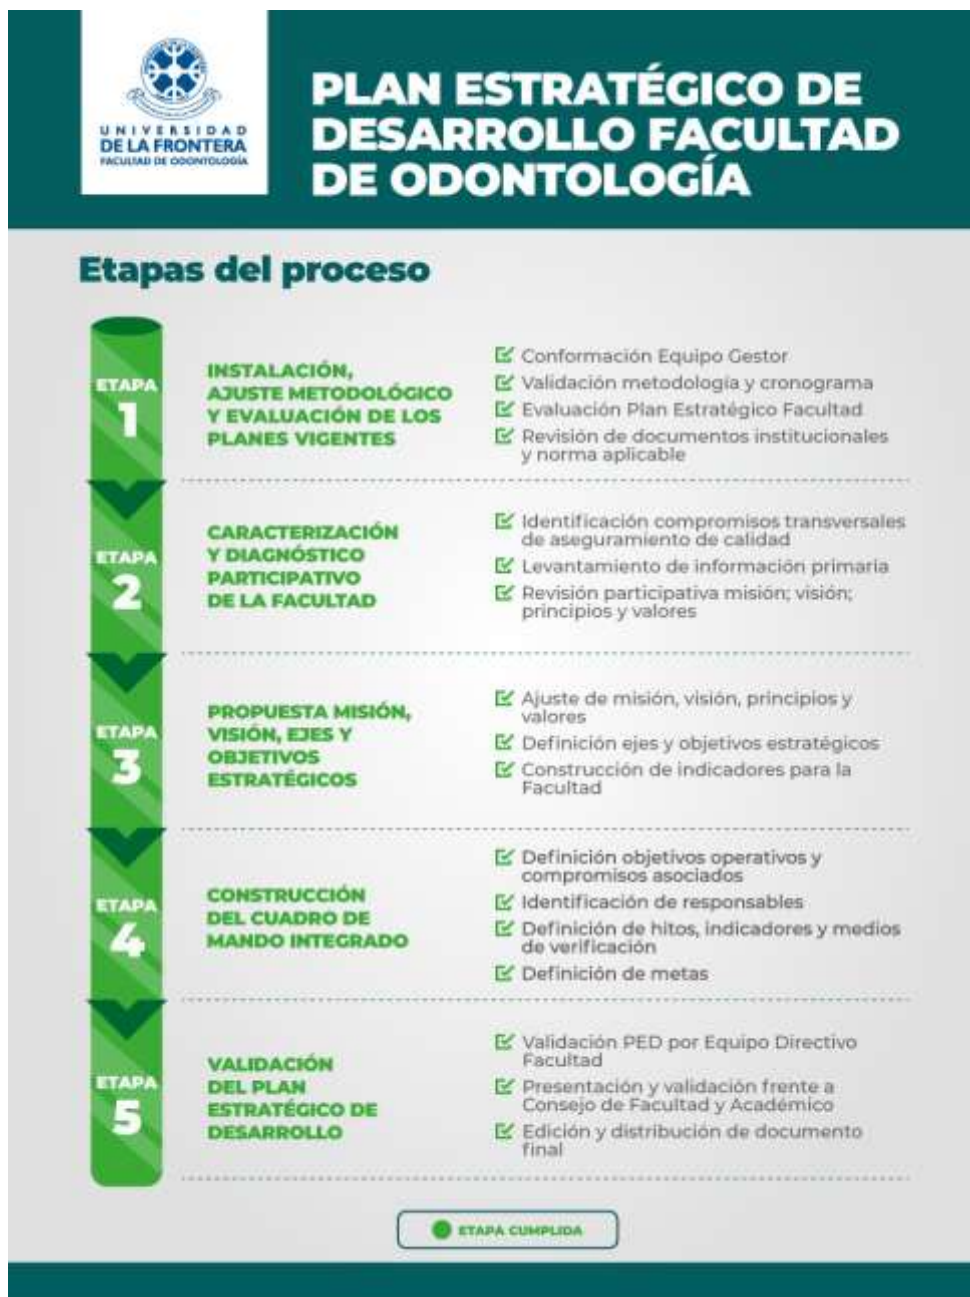 UNIVERSIDAD
DE LA FRONTERA
FACULTAD DE ODONTOLOGÍA
PLAN ESTRATÉGICO DE
DESARROLLO FACULTAD
DE ODONTOLOGÍA
Etapas del proceso
ETAPA
1
INSTALACIÓN,
AJUSTE METODOLÓGICO
Y EVALUACIÓN DE LOS
PLANES VIGENTES
Conformación Equipo Gestor
Validación metodología y cronograma
Evaluación Plan Estratégico Facultad
Revisión de documentos institucionales
y norma aplicable
ETAPA
2
CARACTERIZACIÓN
Y DIAGNÓSTICO
PARTICIPATIVO
DE LA FACULTAD
Identificación compromisos transversales
de aseguramiento de calidad
Levantamiento de información primaria
Revisión participativa misión; visión;
principios y valores
ETAPA
3
PROPUESTA MISIÓN,
VISIÓN, EJES Y
OBJETIVOS
ESTRATÉGICOS
Ajuste de misión, visión, principios y
valores
Definición ejes y objetivos estratégicos
Construcción de indicadores para la
Facultad
ETAPA
4
CONSTRUCCIÓN
DEL CUADRO DE
MANDO INTEGRADO
Definición objetivos operativos y
compromisos asociados
Identificación de responsables
Definición de hitos, indicadores y medios
de verificación
Definición de metas
ETAPA
5
VALIDACIÓN
DEL PLAN
ESTRATÉGICO DE
DESARROLLO
Validación PED por Equipo Directivo
Facultad
Presentación y validación frente a
Consejo de Facultad y Académico
Edición y distribución de documento
final
ETAPA CUMPLIDA